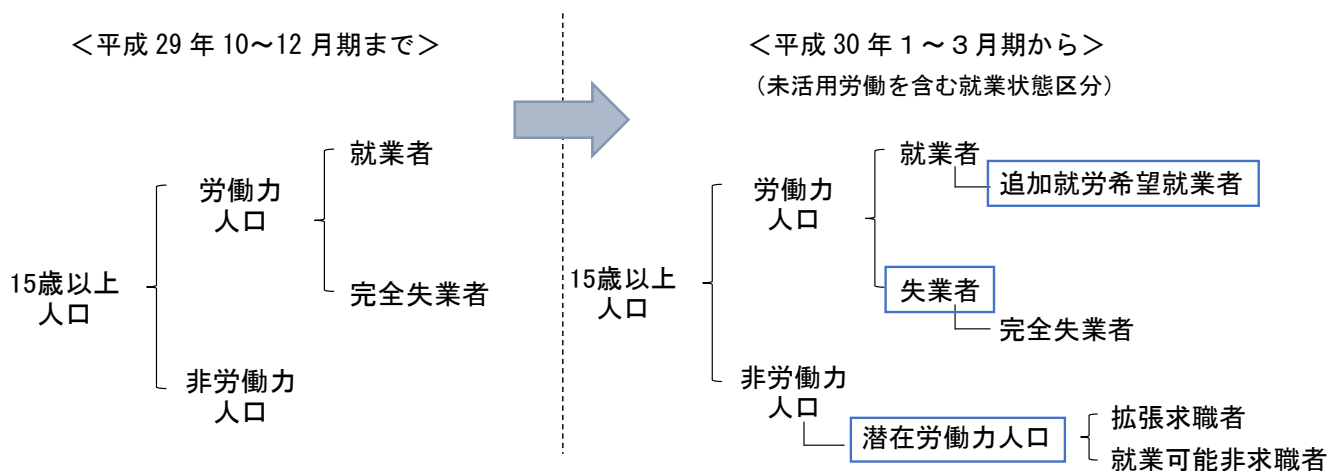 ＜平成 29 年 10～12 月期まで＞
15歳以上
人口
労働力
人口
就業者
完全失業者
非労働力
人口
＜平成 30 年１～３月期から＞
（未活用労働を含む就業状態区分）
15歳以上
人口
労働力
人口
就業者
追加就労希望就業者
失業者
完全失業者
非労働力
人口
潜在労働力人口
拡張求職者
就業可能非求職者